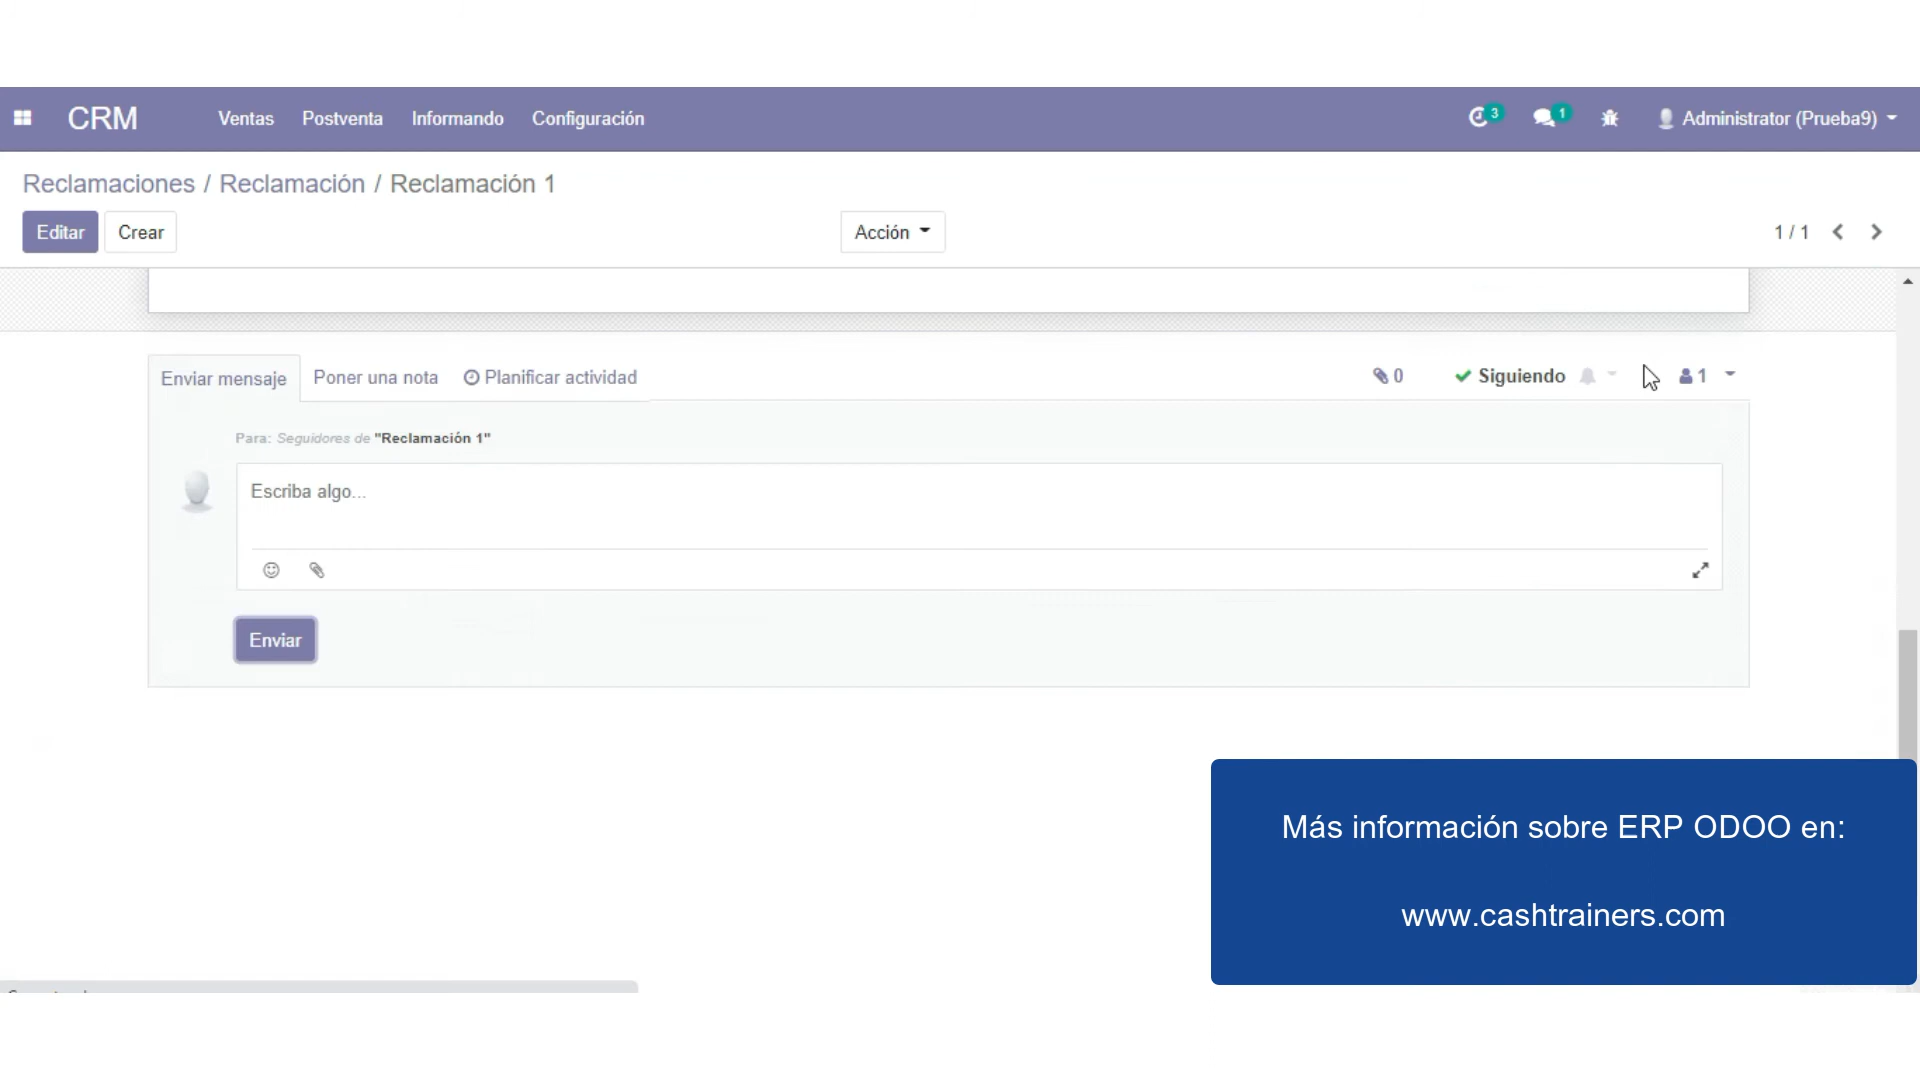 CRM Ventas Postventa Informando Configuración 3 1 Administrator (Prueba9)
Reclamaciones / Reclamación / Reclamación 1
Editar Crear Acción 1 / 1
Enviar mensaje Poner una nota Planificar actividad 0 Siguiendo 1
Para: Seguidores de "Reclamación 1"
Escriba algo...
Enviar
Más información sobre ERP ODOO en:
www.cashtrainers.com